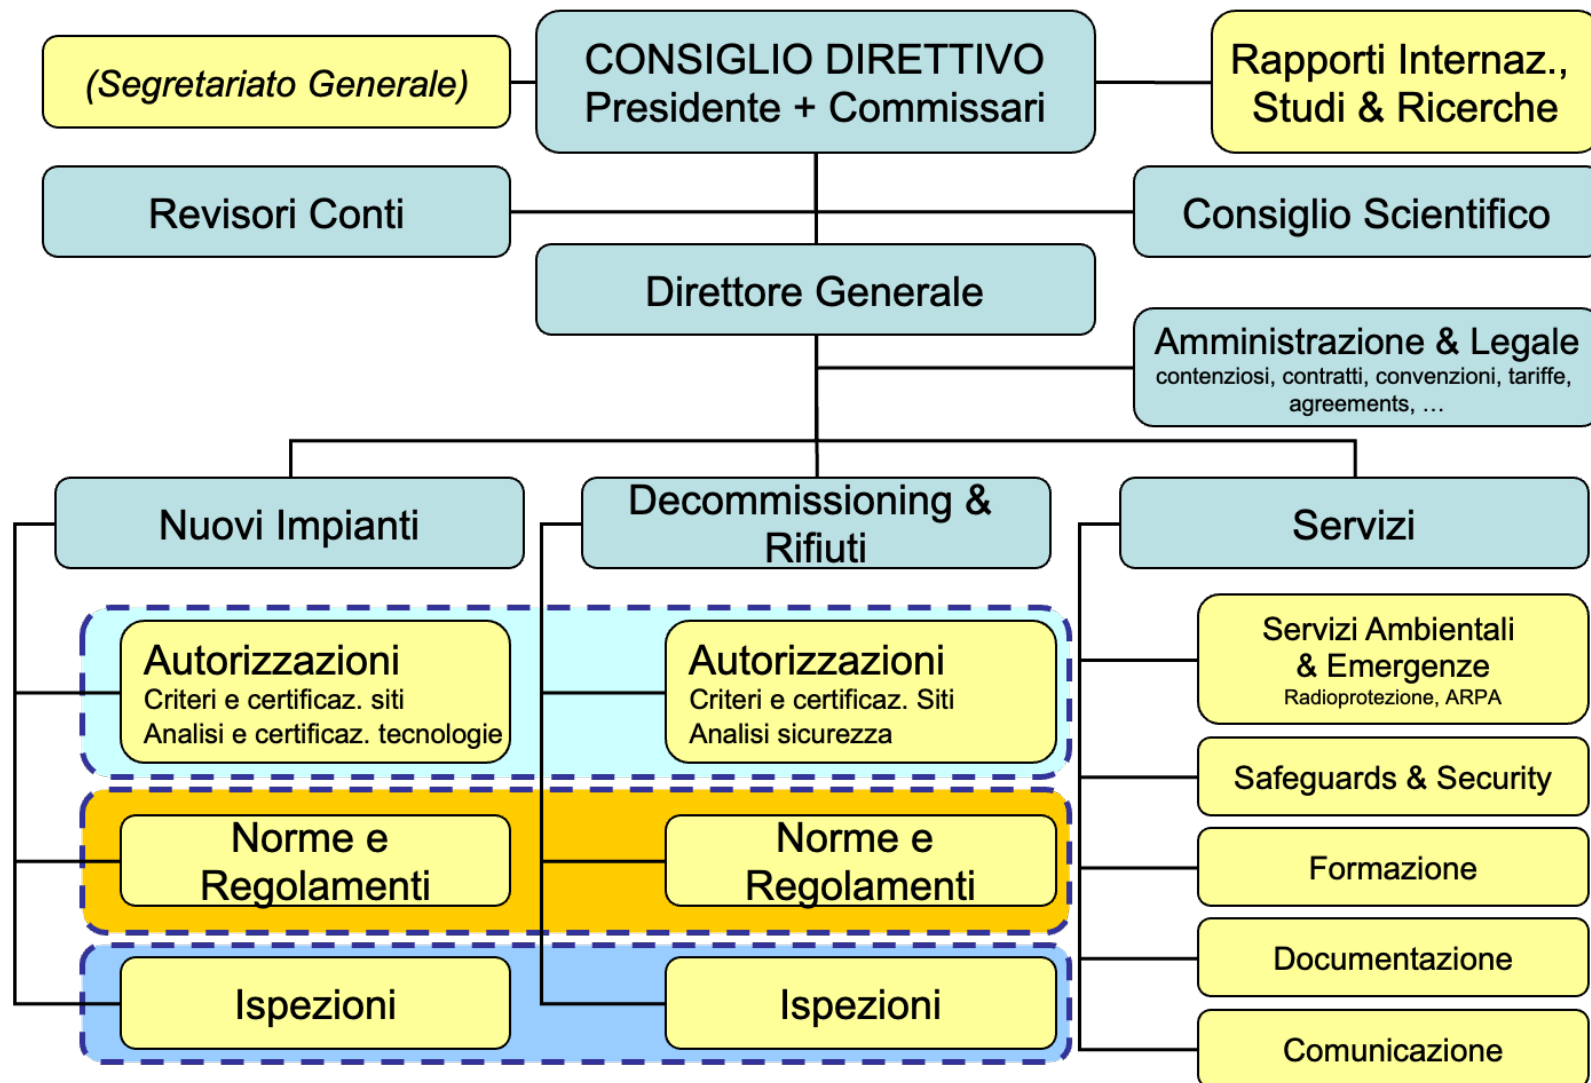 (Segretariato Generale)
CONSIGLIO DIRETTIVO
Presidente + Commissari
Rapporti Internaz.,
Studi & Ricerche
Revisori Conti
Consiglio Scientifico
Direttore Generale
Amministrazione & Legale
contenziosi, contratti, convenzioni, tariffe,
agreements, …
Nuovi Impianti
Decommissioning &
Rifiuti
Servizi
Autorizzazioni
Criteri e certificaz. siti
Analisi e certificaz. tecnologie
Autorizzazioni
Criteri e certificaz. Siti
Analisi sicurezza
Servizi Ambientali
& Emergenze
Radioprotezione, ARPA
Safeguards & Security
Norme e
Regolamenti
Norme e
Regolamenti
Formazione
Documentazione
Ispezioni
Ispezioni
Comunicazione